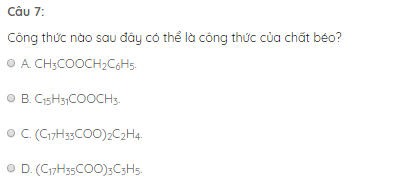 Câu 7:
Công thức nào sau đây có thể là công thức của chất béo?
A. CH₃COOCH₂C₆H₅.
B. C₁₅H₃₁COOCH₃.
C. (C₁₇H₃₃COO)₂C₂H₄.
D. (C₁₇H₃₅COO)₃C₃H₅.